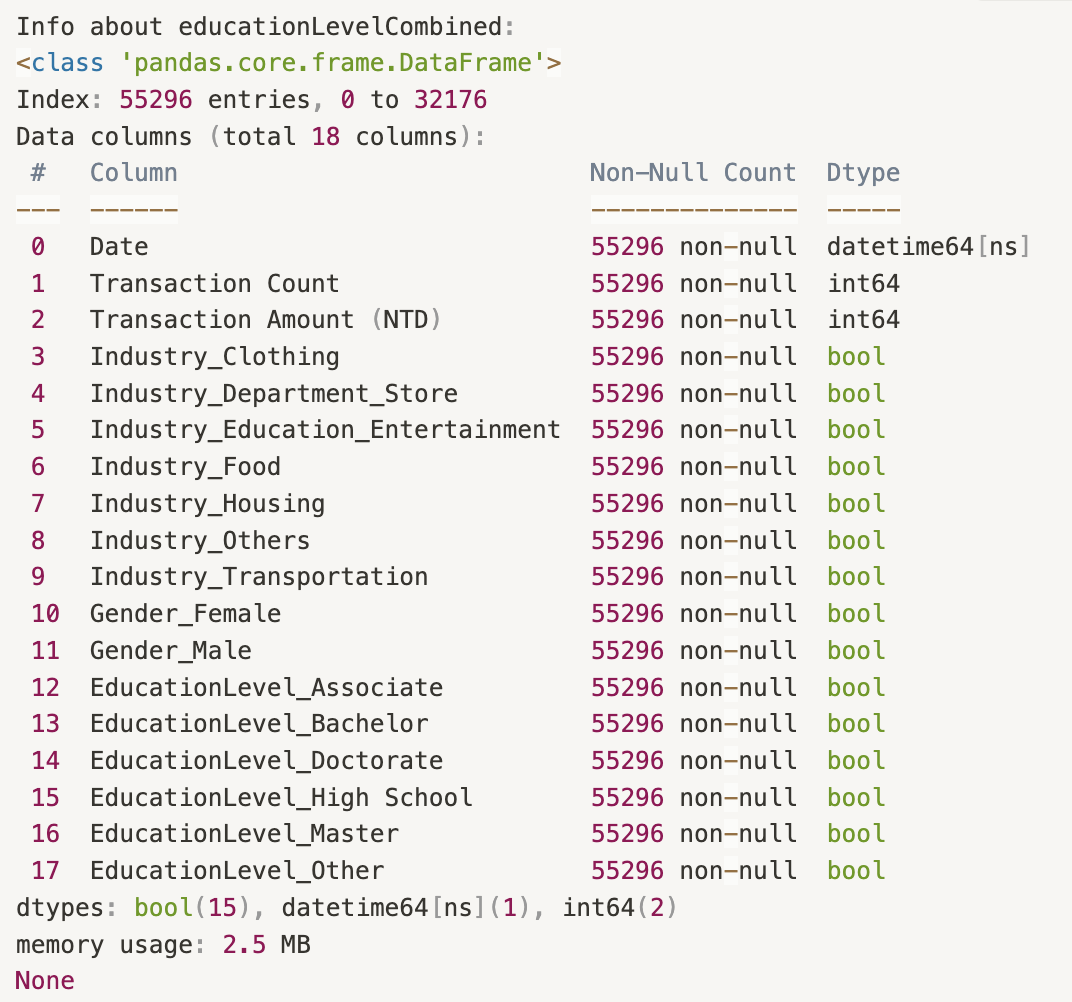 Info about educationLevelCombined:
<class 'pandas.core.frame.DataFrame'>
Index: 55296 entries, 0 to 32176
Data columns (total 18 columns):
 #   Column                            Non-Null Count  Dtype
---  ------                            --------------  -----
 0   Date                              55296 non-null  datetime64[ns]
 1   Transaction Count                 55296 non-null  int64
 2   Transaction Amount (NTD)          55296 non-null  int64
 3   Industry_Clothing                 55296 non-null  bool
 4   Industry_Department_Store         55296 non-null  bool
 5   Industry_Education_Entertainment  55296 non-null  bool
 6   Industry_Food                     55296 non-null  bool
 7   Industry_Housing                  55296 non-null  bool
 8   Industry_Others                   55296 non-null  bool
 9   Industry_Transportation           55296 non-null  bool
 10  Gender_Female                     55296 non-null  bool
 11  Gender_Male                       55296 non-null  bool
 12  EducationLevel_Associate          55296 non-null  bool
 13  EducationLevel_Bachelor           55296 non-null  bool
 14  EducationLevel_Doctorate          55296 non-null  bool
 15  EducationLevel_High School        55296 non-null  bool
 16  EducationLevel_Master             55296 non-null  bool
 17  EducationLevel_Other              55296 non-null  bool
dtypes: bool(15), datetime64[ns](1), int64(2)
memory usage: 2.5 MB
None